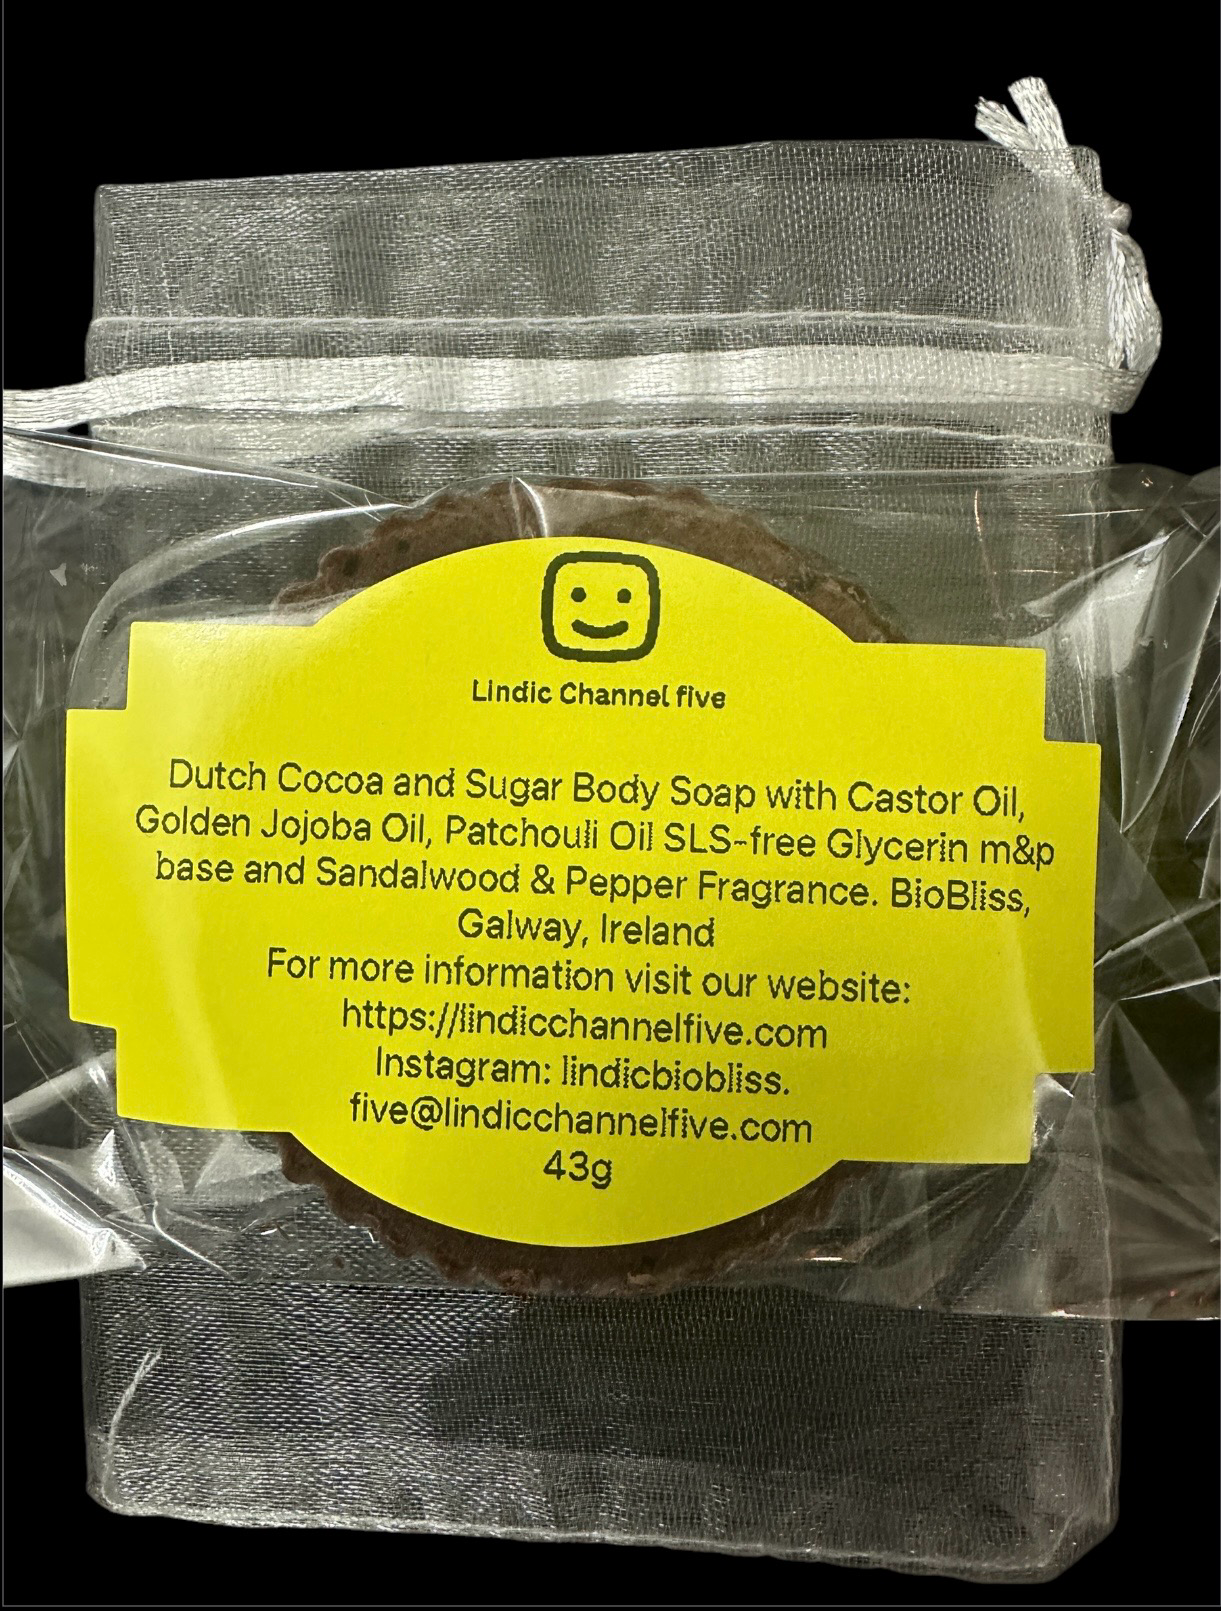 Lindic Channel five
Dutch Cocoa and Sugar Body Soap with Castor Oil,
Golden Jojoba Oil, Patchouli Oil SLS-free Glycerin m&p
base and Sandalwood & Pepper Fragrance. BioBliss,
Galway, Ireland
For more information visit our website:
https://lindicchannelfive.com
Instagram: lindicbiobliss.
five@lindicchannelfive.com
43g